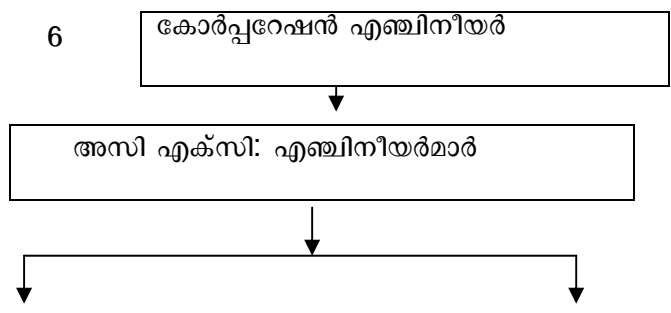 6
കോർപ്പറേഷൻ എഞ്ചിനീയർ
അസി എക്സി: എഞ്ചിനീയർമാർ